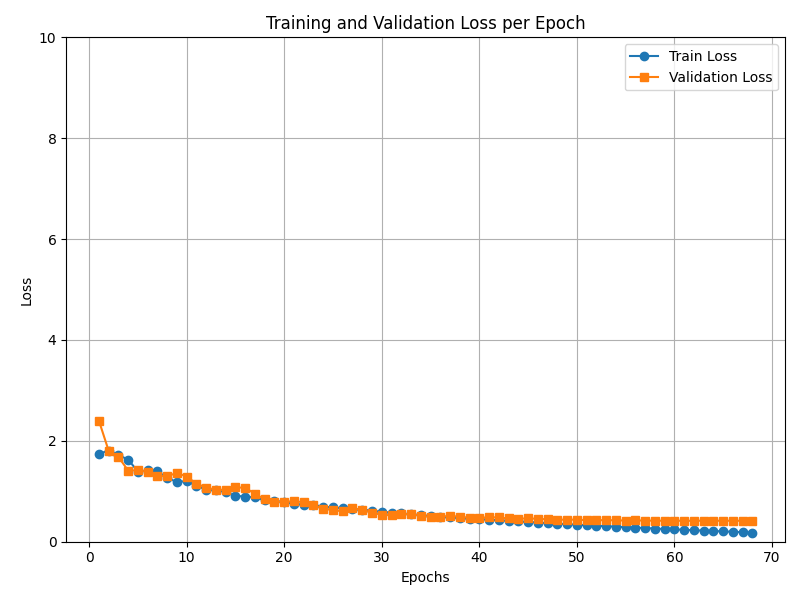 Training and Validation Loss per Epoch
Train Loss
Validation Loss
10
8
6
4
2
0
Loss
0 10 20 30 40 50 60 70
Epochs